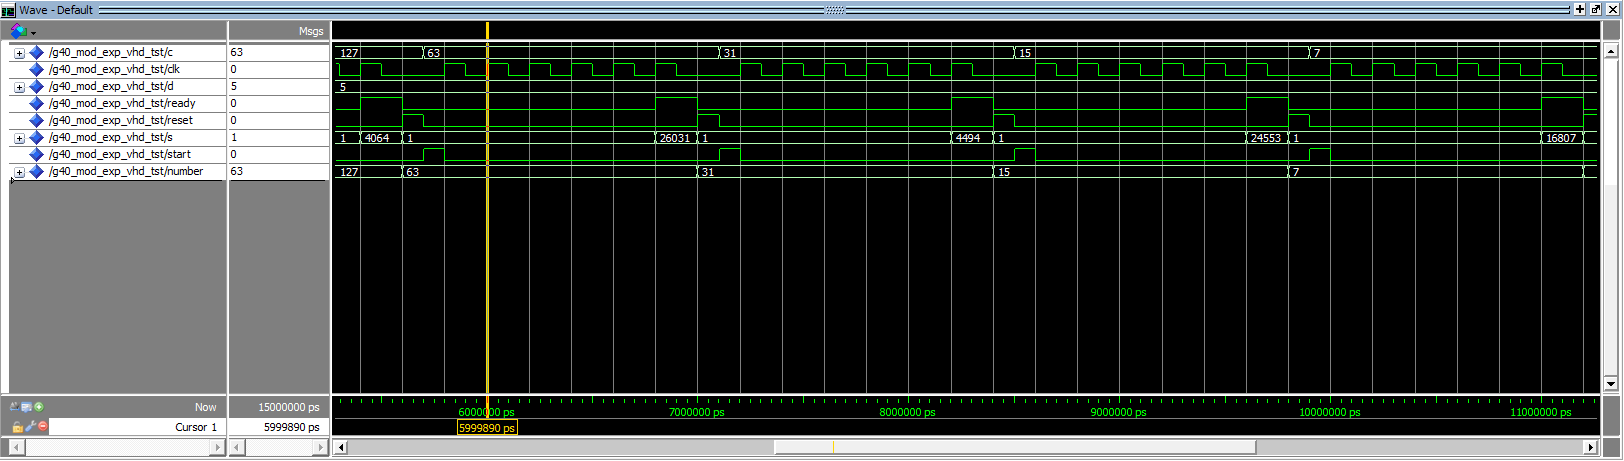 Wave - Default
Msgs
/g40_mod_exp_vhd_tst/c 63 127 63 31 15 7
/g40_mod_exp_vhd_tst/clk 0
/g40_mod_exp_vhd_tst/d 5 5
/g40_mod_exp_vhd_tst/ready 0
/g40_mod_exp_vhd_tst/reset 0
/g40_mod_exp_vhd_tst/s 1 1 4064 1 26031 1 4494 1 24553 1 16807
/g40_mod_exp_vhd_tst/start 0
/g40_mod_exp_vhd_tst/number 63 127 63 31 15 7
Now 15000000 ps 6000000 ps 7000000 ps 8000000 ps 9000000 ps 10000000 ps 11000000 ps
Cursor 1 5999890 ps 5999890 ps